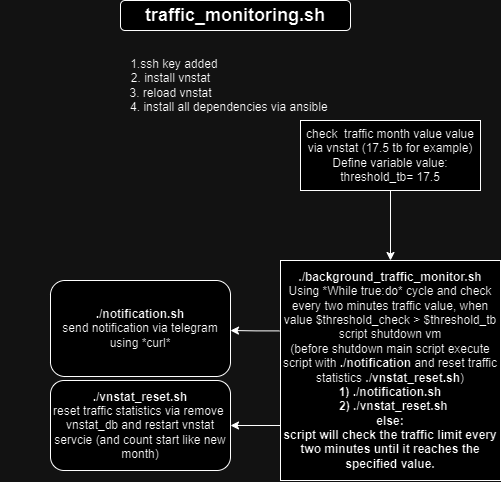 traffic_monitoring.sh
1.ssh key added
2. install vnstat
3. reload vnstat
4. install all dependencies via ansible
check  traffic month value value
via vnstat (17.5 tb for example)
Define variable value:
threshold_tb= 17.5
./background_traffic_monitor.sh
Using *While true:do* cycle and check
every two minutes traffic value, when
value $threshold_check > $threshold_tb
script shutdown vm
(before shutdown main script execute
script with ./notification and reset traffic
statistics ./vnstat_reset.sh)
1) ./notification.sh
2) ./vnstat_reset.sh
else:
script will check the traffic limit every
two minutes until it reaches the
specified value.
./notification.sh
send notification via telegram
using *curl*
./vnstat_reset.sh
reset traffic statistics via remove
vnstat_db and restart vnstat
servcie (and count start like new
month)